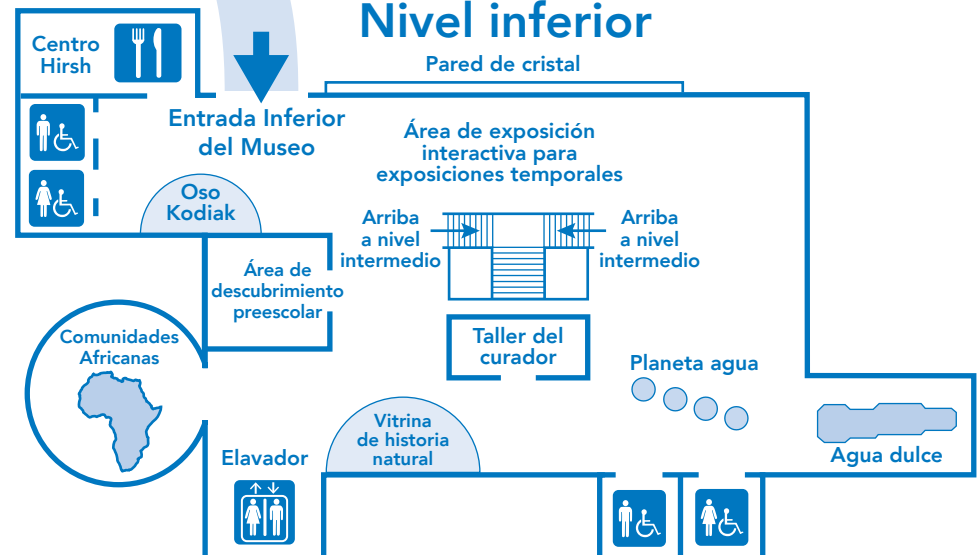 Nivel inferior
Centro
Hirsh
Pared de cristal
Entrada Inferior
del Museo
Área de exposición
interactiva para
exposiciones temporales
Oso
Kodiak
Arriba
a nivel
intermedio
Arriba
a nivel
intermedio
Área de
descubrimiento
preescolar
Comunidades
Africanas
Taller del
curador
Planeta agua
Vitrina
de historia
natural
Elavador
Agua dulce